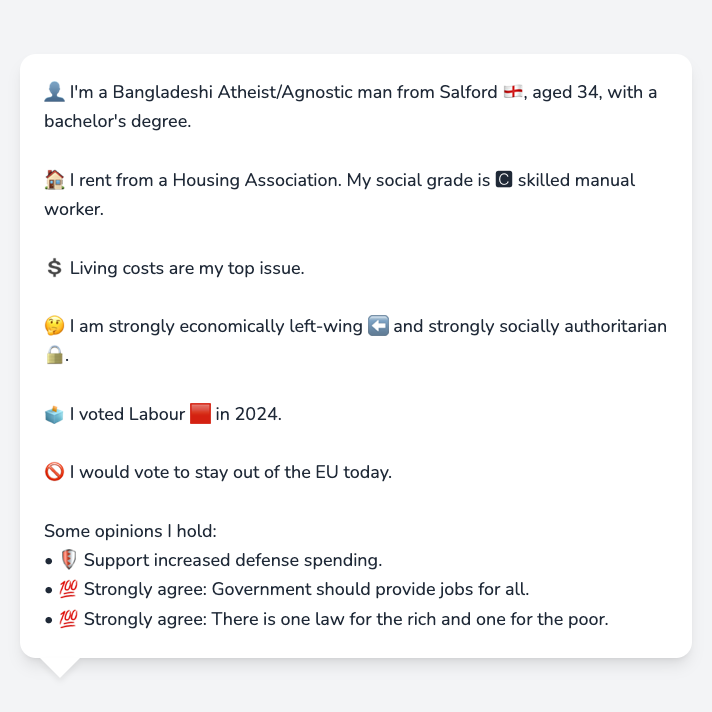 👤 I'm a Bangladeshi Atheist/Agnostic man from Salford 🏴󠁧󠁢󠁥󠁮󠁧󠁿, aged 34, with a
bachelor's degree.
🏠 I rent from a Housing Association. My social grade is 🅲 skilled manual
worker.
💲 Living costs are my top issue.
🤔 I am strongly economically left-wing ⬅️ and strongly socially authoritarian
🔒.
🗳️ I voted Labour 🟥 in 2024.
🚫 I would vote to stay out of the EU today.
Some opinions I hold:
• 🛡️ Support increased defense spending.
• 💯 Strongly agree: Government should provide jobs for all.
• 💯 Strongly agree: There is one law for the rich and one for the poor.